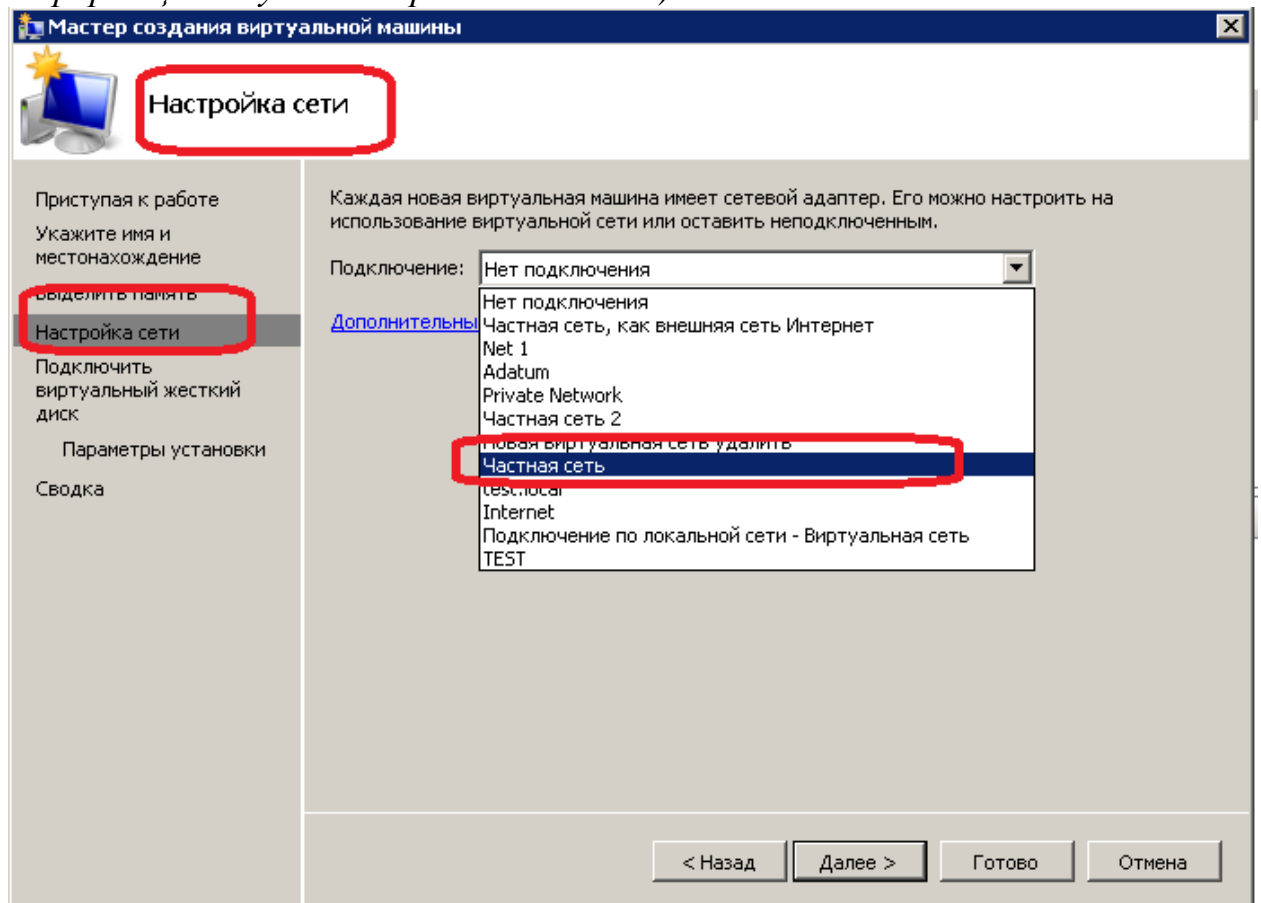 Мастер создания виртуальной машины
Настройка сети
Приступая к работе
Укажите имя и
местонахождение
Выделить память
Настройка сети
Подключить
виртуальный жесткий
диск
Параметры установки
Сводка
Каждая новая виртуальная машина имеет сетевой адаптер. Его можно настроить на
использование виртуальной сети или оставить неподключенным.
Подключение: Нет подключения
Дополнительны
Нет подключения
Частная сеть, как внешняя сеть Интернет
Net 1
Adatum
Private Network
Частная сеть 2
Новая виртуальная сеть удалить
Частная сеть
test.local
Internet
Подключение по локальной сети - Виртуальная сеть
TEST
< Назад
Далее >
Готово
Отмена